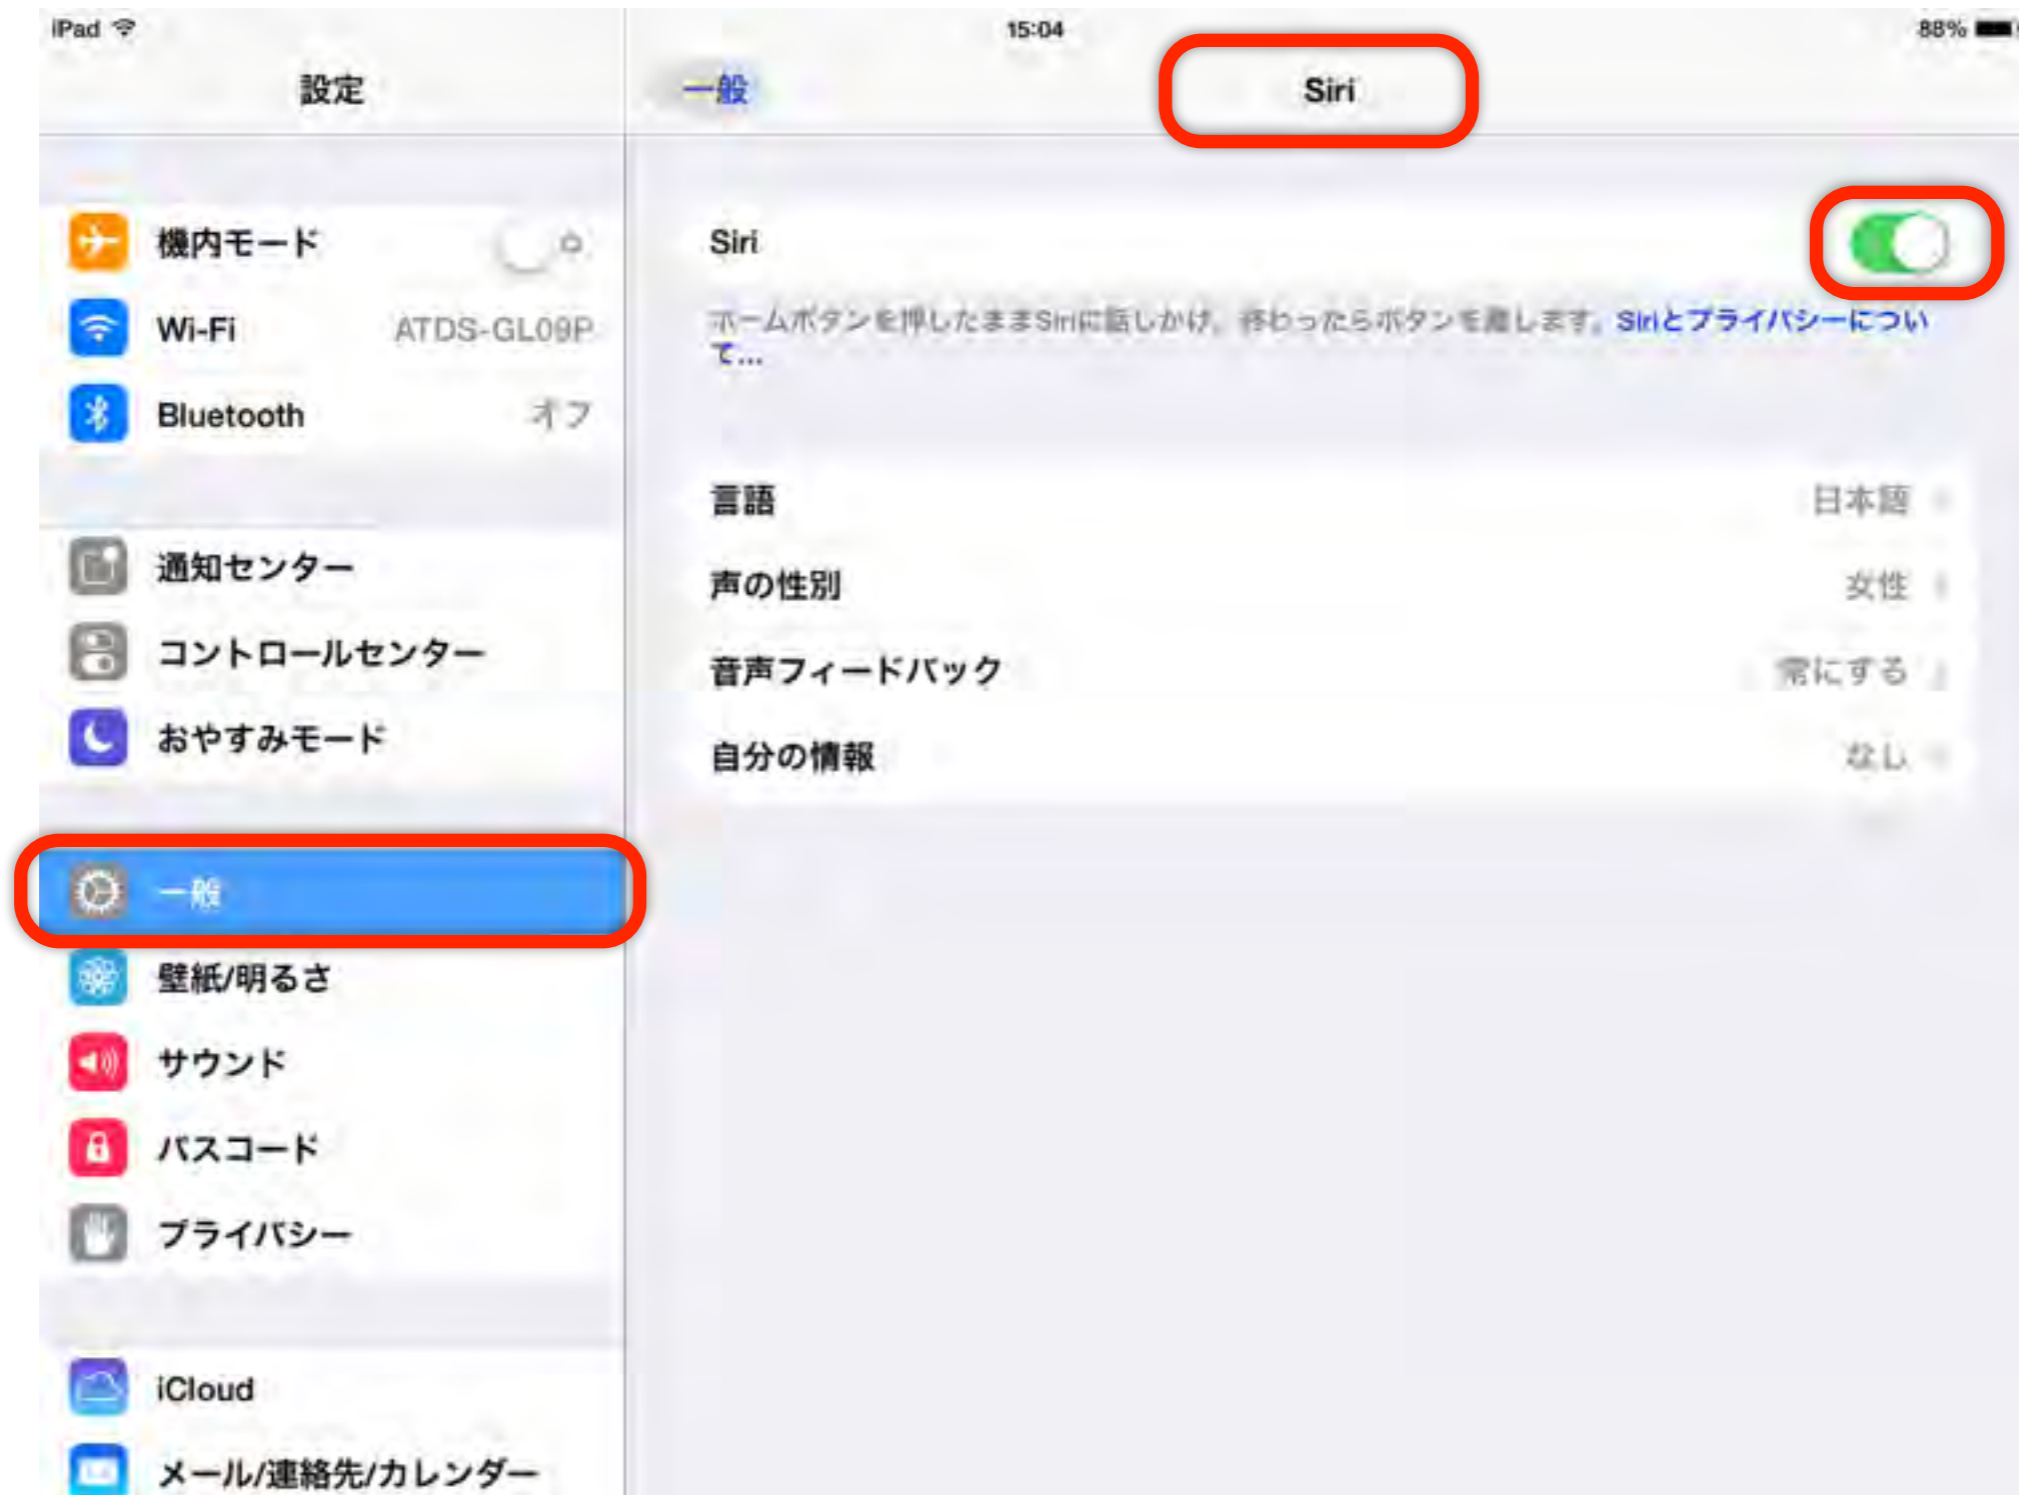 iPad
15:04
88%
設定
一般
Siri
機内モード
Wi-Fi
ATDS-GL09P
Bluetooth
オフ
通知センター
コントロールセンター
おやすみモード
一般
壁紙/明るさ
サウンド
パスコード
プライバシー
iCloud
メール/連絡先/カレンダー
Siri
ホームボタンを押したままSiriに話しかけ、終わったらボタンを離します。Siriとプライバシーについ
て...
言語
日本語
声の性別
女性
音声フィードバック
常にする
自分の情報
なし